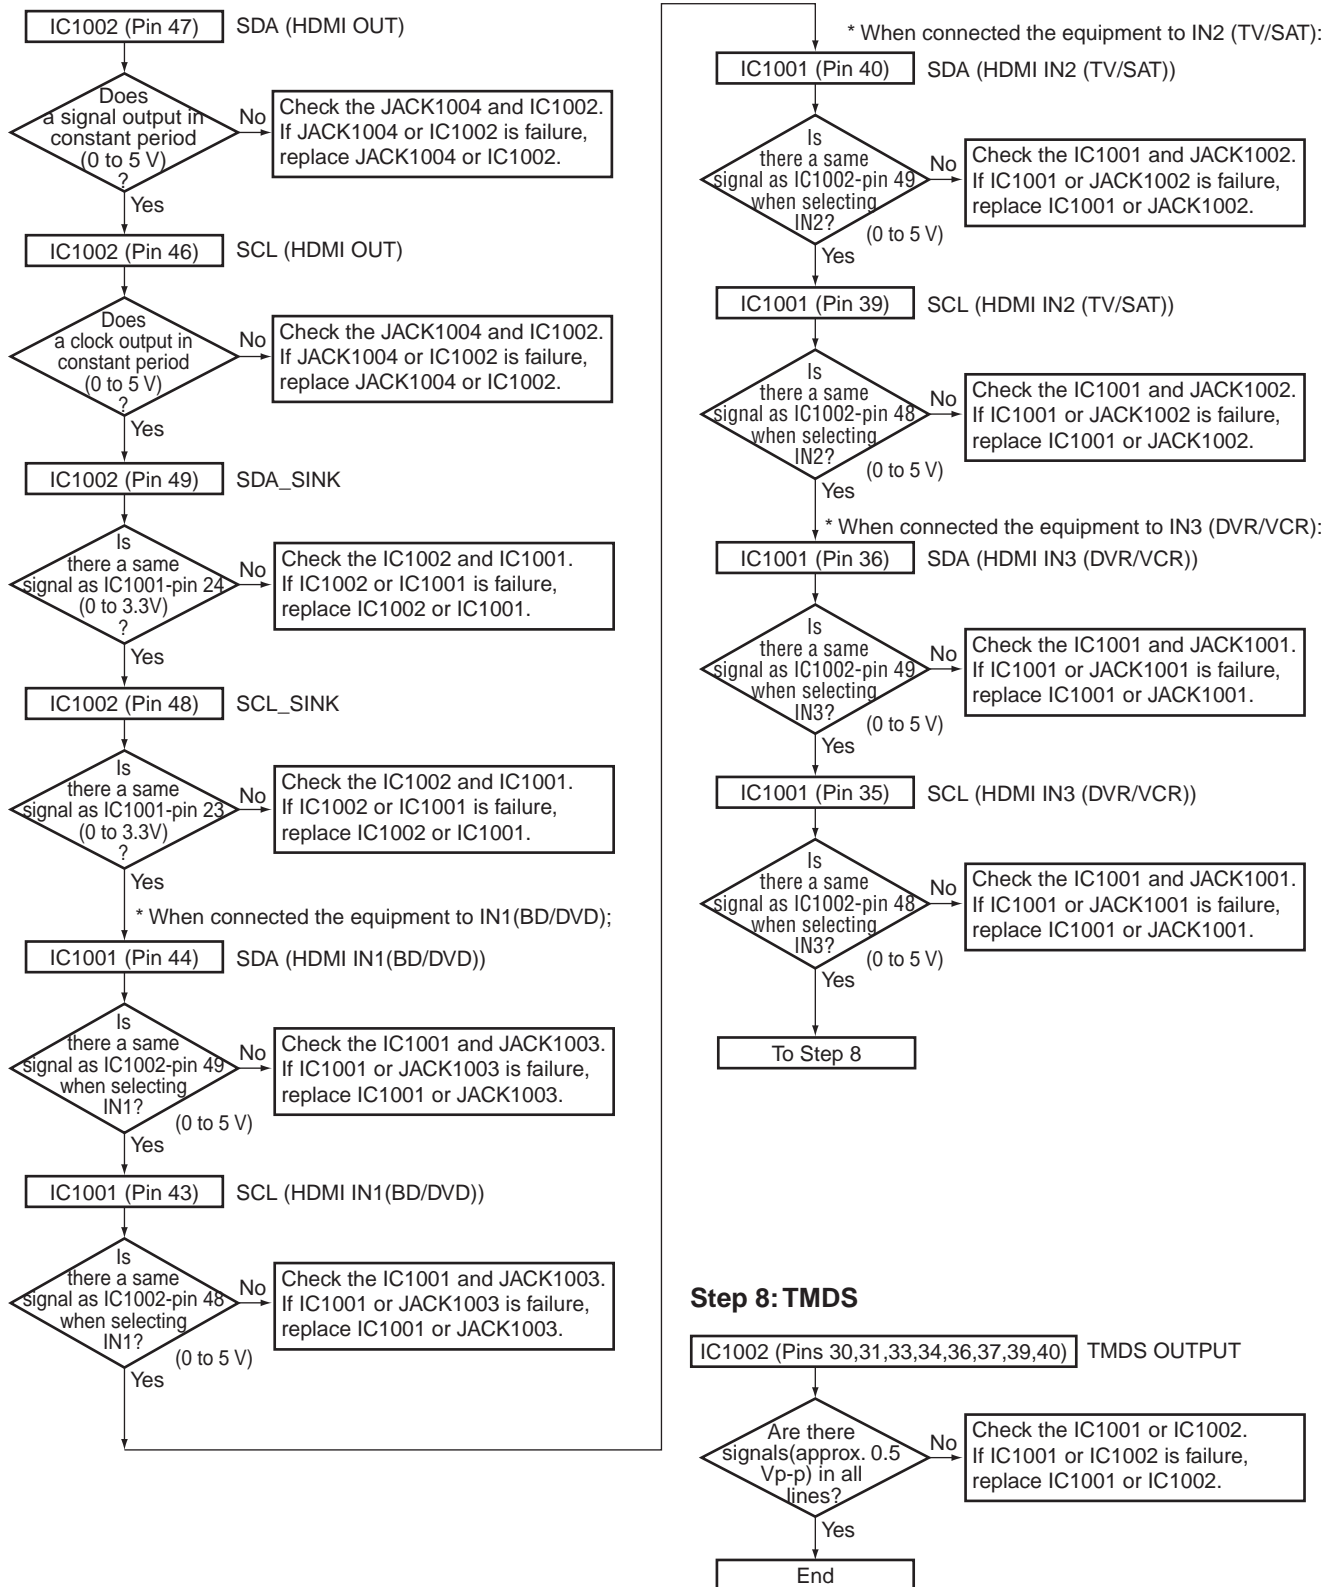 IC1002 (Pin 47) SDA (HDMI OUT)
Does
a signal output in
constant period
(0 to 5 V)
?
No
Check the JACK1004 and IC1002.
If JACK1004 or IC1002 is failure,
replace JACK1004 or IC1002.
Yes
IC1002 (Pin 46) SCL (HDMI OUT)
Does
a clock output in
constant period
(0 to 5 V)
?
No
Check the JACK1004 and IC1002.
If JACK1004 or IC1002 is failure,
replace JACK1004 or IC1002.
Yes
IC1002 (Pin 49) SDA_SINK
Is
there a same
signal as IC1001-pin 24
(0 to 3.3V)
?
No
Check the IC1002 and IC1001.
If IC1002 or IC1001 is failure,
replace IC1002 or IC1001.
Yes
IC1002 (Pin 48) SCL_SINK
Is
there a same
signal as IC1001-pin 23
(0 to 3.3V)
?
No
Check the IC1002 and IC1001.
If IC1002 or IC1001 is failure,
replace IC1002 or IC1001.
Yes
* When connected the equipment to IN1(BD/DVD);
IC1001 (Pin 44) SDA (HDMI IN1(BD/DVD))
Is
there a same
signal as IC1002-pin 49
when selecting
IN1?
(0 to 5 V)
No
Check the IC1001 and JACK1003.
If IC1001 or JACK1003 is failure,
replace IC1001 or JACK1003.
Yes
IC1001 (Pin 43) SCL (HDMI IN1(BD/DVD))
Is
there a same
signal as IC1002-pin 48
when selecting
IN1?
(0 to 5 V)
No
Check the IC1001 and JACK1003.
If IC1001 or JACK1003 is failure,
replace IC1001 or JACK1003.
Yes
* When connected the equipment to IN2 (TV/SAT):
IC1001 (Pin 40) SDA (HDMI IN2 (TV/SAT))
Is
there a same
signal as IC1002-pin 49
when selecting
IN2?
(0 to 5 V)
No
Check the IC1001 and JACK1002.
If IC1001 or JACK1002 is failure,
replace IC1001 or JACK1002.
Yes
IC1001 (Pin 39) SCL (HDMI IN2 (TV/SAT))
Is
there a same
signal as IC1002-pin 48
when selecting
IN2?
(0 to 5 V)
No
Check the IC1001 and JACK1002.
If IC1001 or JACK1002 is failure,
replace IC1001 or JACK1002.
Yes
* When connected the equipment to IN3 (DVR/VCR):
IC1001 (Pin 36) SDA (HDMI IN3 (DVR/VCR))
Is
there a same
signal as IC1002-pin 49
when selecting
IN3?
(0 to 5 V)
No
Check the IC1001 and JACK1001.
If IC1001 or JACK1001 is failure,
replace IC1001 or JACK1001.
Yes
IC1001 (Pin 35) SCL (HDMI IN3 (DVR/VCR))
Is
there a same
signal as IC1002-pin 48
when selecting
IN3?
(0 to 5 V)
No
Check the IC1001 and JACK1001.
If IC1001 or JACK1001 is failure,
replace IC1001 or JACK1001.
Yes
To Step 8
Step 8: TMDS
IC1002 (Pins 30,31,33,34,36,37,39,40) TMDS OUTPUT
Are there
signals(approx. 0.5
Vp-p) in all
lines?
No
Check the IC1001 or IC1002.
If IC1001 or IC1002 is failure,
replace IC1001 or IC1002.
Yes
End